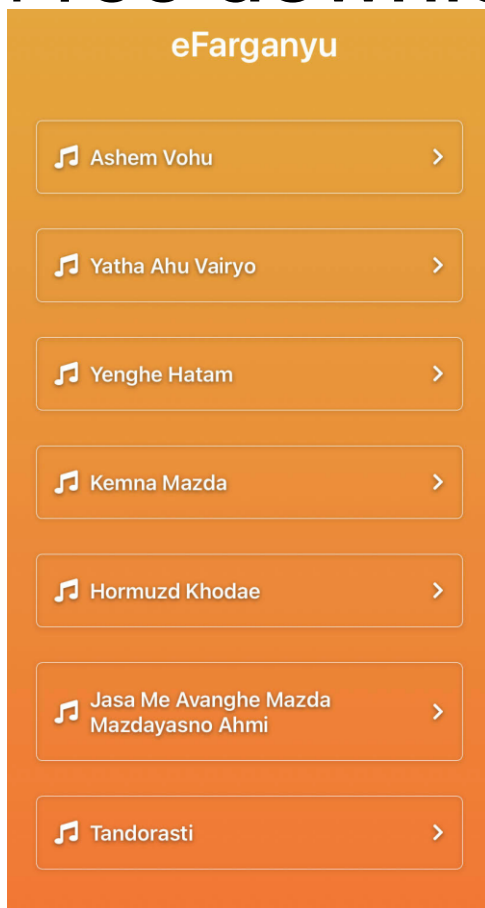 eFarganyu
Ashem Vohu
Yatha Ahu Vairyo
Yenghe Hatam
Kemna Mazda
Hormuzd Khodae
Jasa Me Avanghe Mazda
Mazdayasno Ahmi
Tandorasti